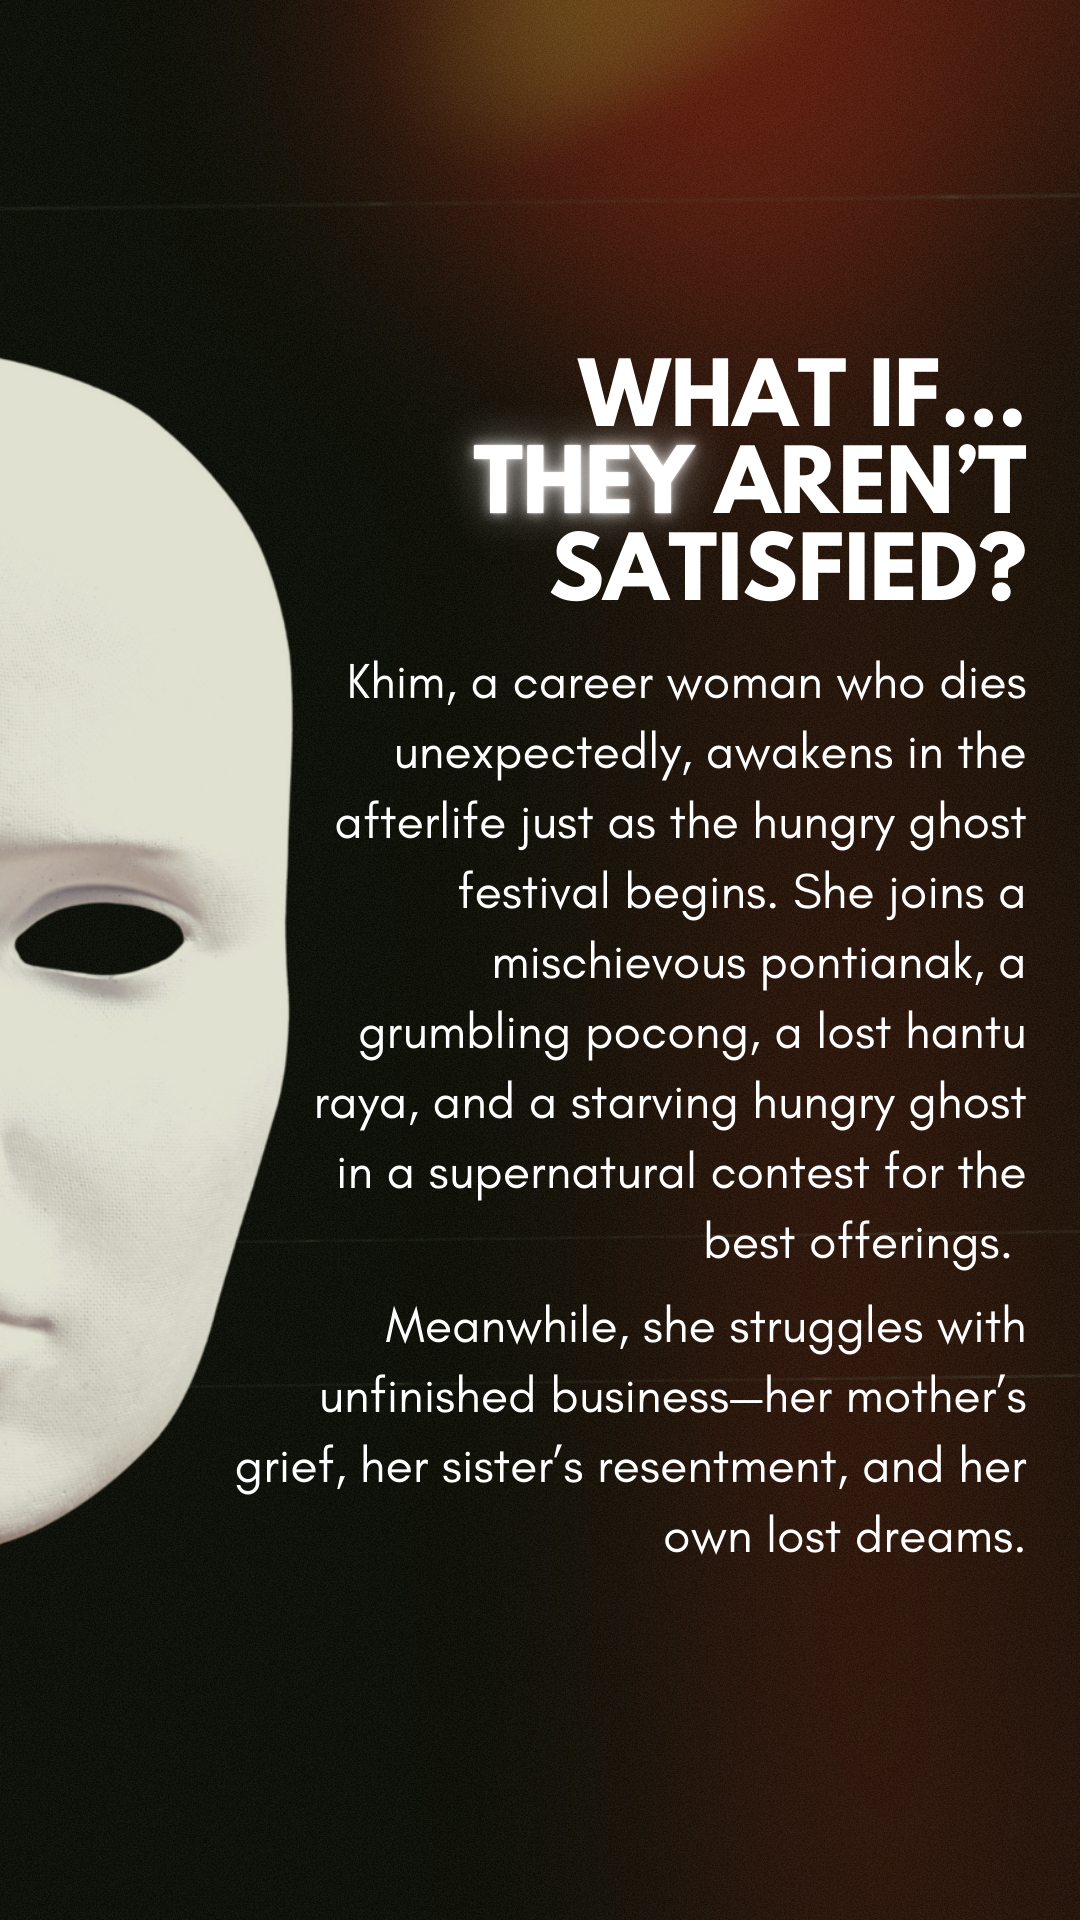 WHAT IF...
THEY AREN’T
SATISFIED?
Khim, a career woman who dies
unexpectedly, awakens in the
afterlife just as the hungry ghost
festival begins. She joins a
mischievous pontianak, a
grumbling pocong, a lost hantu
raya, and a starving hungry ghost
in a supernatural contest for the
best offerings.
Meanwhile, she struggles with
unfinished business—her mother’s
grief, her sister’s resentment, and her
own lost dreams.